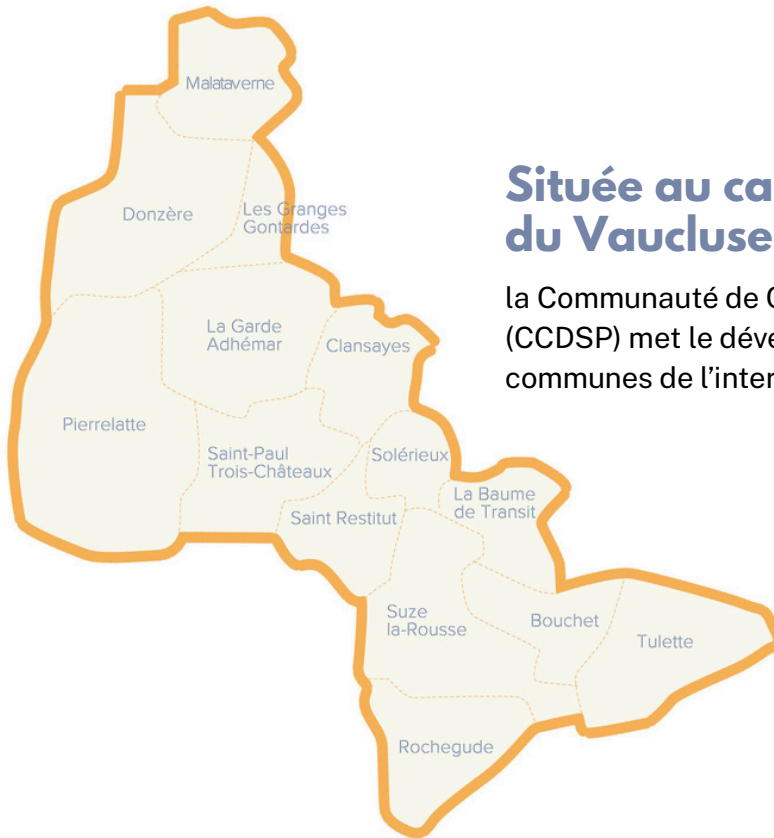 Malataverne
Donzère
Les Granges
Gontardes
La Garde
Adhémar
Clansayes
Pierrelatte
Saint-Paul
Trois-Châteaux
Solérieux
La Baume
de Transit
Saint Restitut
Suze
la-Rousse
Bouchet
Tulette
Rochegude
Située au ca
du Vaucluse
la Communauté de C
(CCDSP) met le déve
communes de l’inter